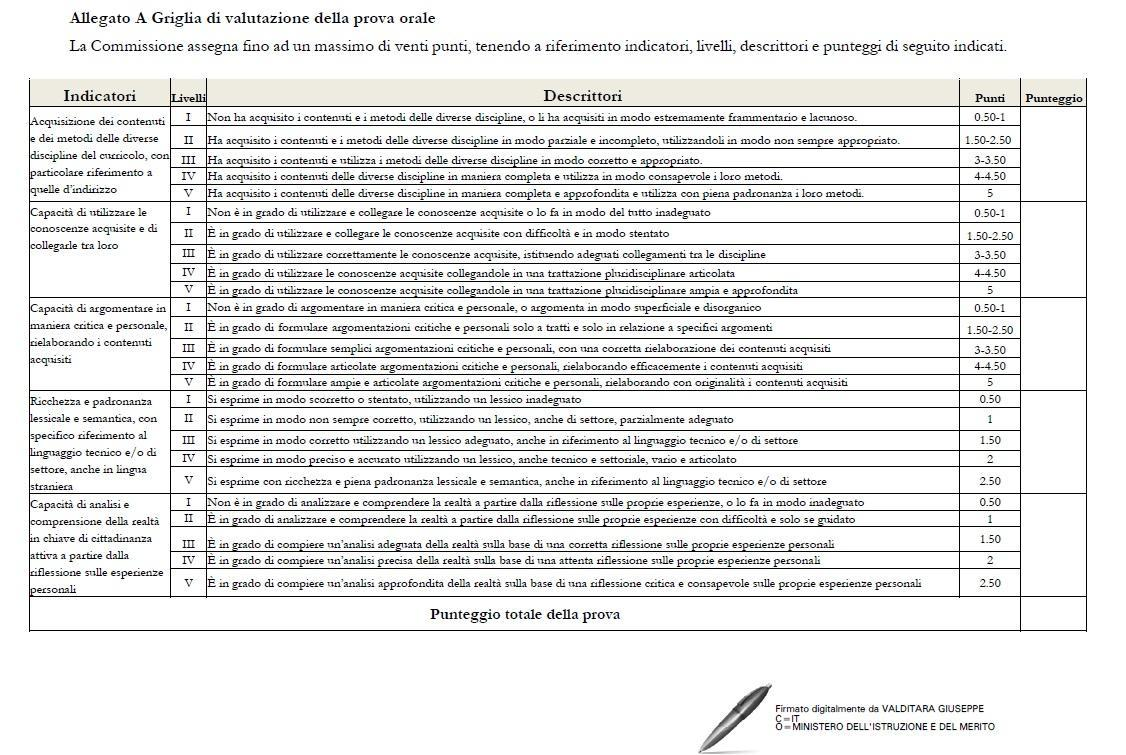 Allegato A Griglia di valutazione della prova orale
La Commissione assegna fino ad un massimo di venti punti, tenendo a riferimento indicatori, livelli, descrittori e punteggi di seguito indicati.
Indicatori Livelli Descrittori Punti Punteggio
Acquisizione dei contenuti
e dei metodi delle diverse
discipline del curricolo, con
particolare riferimento a
quelle d'indirizzo
I Non ha acquisito i contenuti e i metodi delle diverse discipline, o li ha acquisiti in modo estremamente frammentario e lacunoso. 0.50-1
II Ha acquisito i contenuti e i metodi delle diverse discipline in modo parziale e incompleto, utilizzandoli in modo non sempre appropriato. 1.50-2.50
III Ha acquisito i contenuti e utilizza i metodi delle diverse discipline in modo corretto e appropriato. 3-3.50
IV Ha acquisito i contenuti delle diverse discipline in maniera completa e utilizza in modo consapevole i loro metodi. 4-4.50
V Ha acquisito i contenuti delle diverse discipline in maniera completa e approfondita e utilizza con piena padronanza i loro metodi. 5
Capacità di utilizzare le
conoscenze acquisite e di
collegarle tra loro
I Non è in grado di utilizzare e collegare le conoscenze acquisite o lo fa in modo del tutto inadeguato 0.50-1
II È in grado di utilizzare e collegare le conoscenze acquisite con difficoltà e in modo stentato 1.50-2.50
III È in grado di utilizzare correttamente le conoscenze acquisite, istituendo adeguati collegamenti tra le discipline 3-3.50
IV È in grado di utilizzare le conoscenze acquisite collegandole in una trattazione pluridisciplinare articolata 4-4.50
V È in grado di utilizzare le conoscenze acquisite collegandole in una trattazione pluridisciplinare ampia e approfondita 5
Capacità di argomentare in
maniera critica e personale,
rielaborando i contenuti
acquisiti
I Non è in grado di argomentare in maniera critica e personale, o argomenta in modo superficiale e disorganico 0.50-1
II È in grado di formulare argomentazioni critiche e personali solo a tratti e solo in relazione a specifici argomenti 1.50-2.50
III È in grado di formulare semplici argomentazioni critiche e personali, con una corretta rielaborazione dei contenuti acquisiti 3-3.50
IV È in grado di formulare articolate argomentazioni critiche e personali, rielaborando efficacemente i contenuti acquisiti 4-4.50
V È in grado di formulare ampie e articolate argomentazioni critiche e personali, rielaborando con originalità i contenuti acquisiti 5
Ricchezza e padronanza
lessicale e semantica, con
specifico riferimento al
linguaggio tecnico e/o di
settore, anche in lingua
straniera
I Si esprime in modo scorretto o stentato, utilizzando un lessico inadeguato 0.50
II Si esprime in modo non sempre corretto, utilizzando un lessico, anche di settore, parzialmente adeguato 1
III Si esprime in modo corretto utilizzando un lessico adeguato, anche in riferimento al linguaggio tecnico e/o di settore 1.50
IV Si esprime in modo preciso e accurato utilizzando un lessico, anche tecnico e settoriale, vario e articolato 2
V Si esprime con ricchezza e piena padronanza lessicale e semantica, anche in riferimento al linguaggio tecnico e/o di settore 2.50
Capacità di analisi e
comprensione della realtà
in chiave di cittadinanza
attiva a partire dalla
riflessione sulle esperienze
personali
I Non è in grado di analizzare e comprendere la realtà a partire dalla riflessione sulle proprie esperienze, o lo fa in modo inadeguato 0.50
II È in grado di analizzare e comprendere la realtà a partire dalla riflessione sulle proprie esperienze con difficoltà e solo se guidato 1
III È in grado di compiere un'analisi adeguata della realtà sulla base di una corretta riflessione sulle proprie esperienze personali 1.50
IV È in grado di compiere un'analisi precisa della realtà sulla base di una attenta riflessione sulle proprie esperienze personali 2
V È in grado di compiere un'analisi approfondita della realtà sulla base di una riflessione critica e consapevole sulle proprie esperienze personali 2.50
Punteggio totale della prova
Firmato digitalmente da VALDITARA GIUSEPPE
C=IT
O=MINISTERO DELL'ISTRUZIONE E DEL MERITO